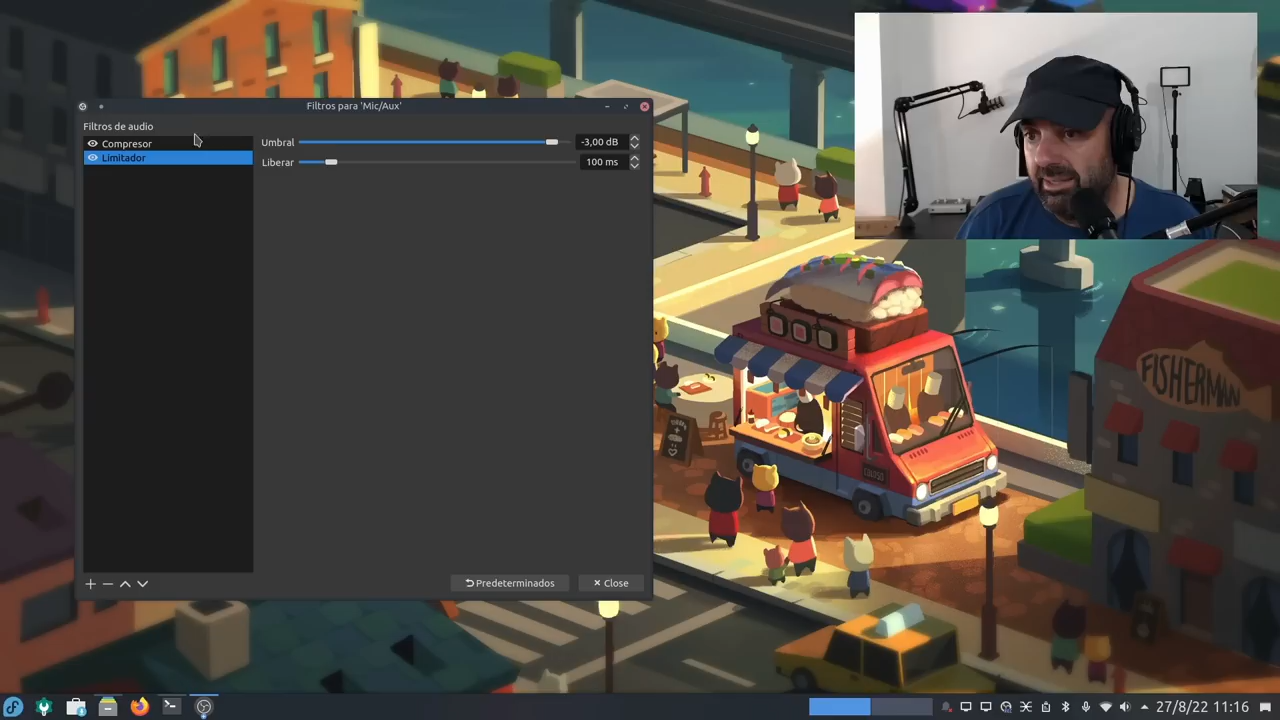 Filtros para 'Mic/Aux'
Filtros de audio
Compresor
Limitador
Umbral -3,00 dB
Liberar 100 ms
Predeterminados
Close
FISHERMAN
27/8/22 11:16